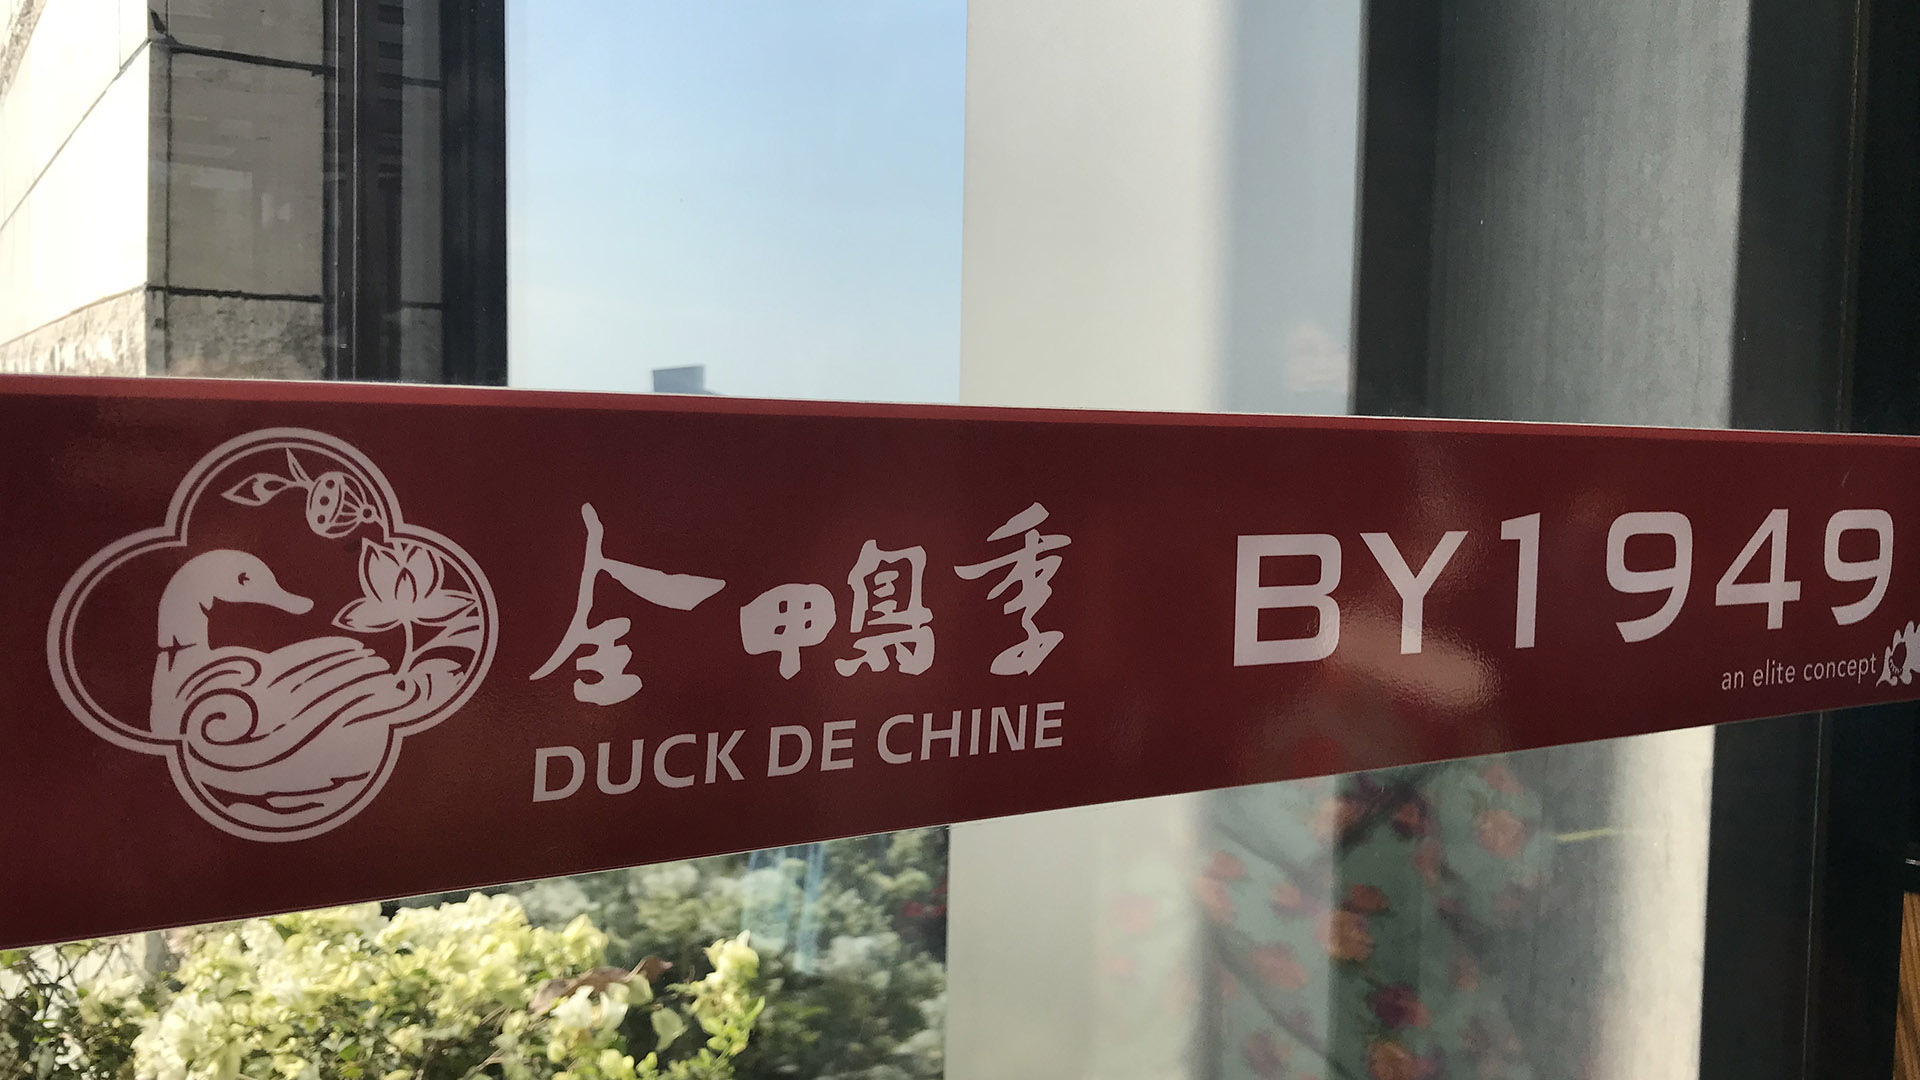 全鴨季
DUCK DE CHINE
BY1949
an elite concept